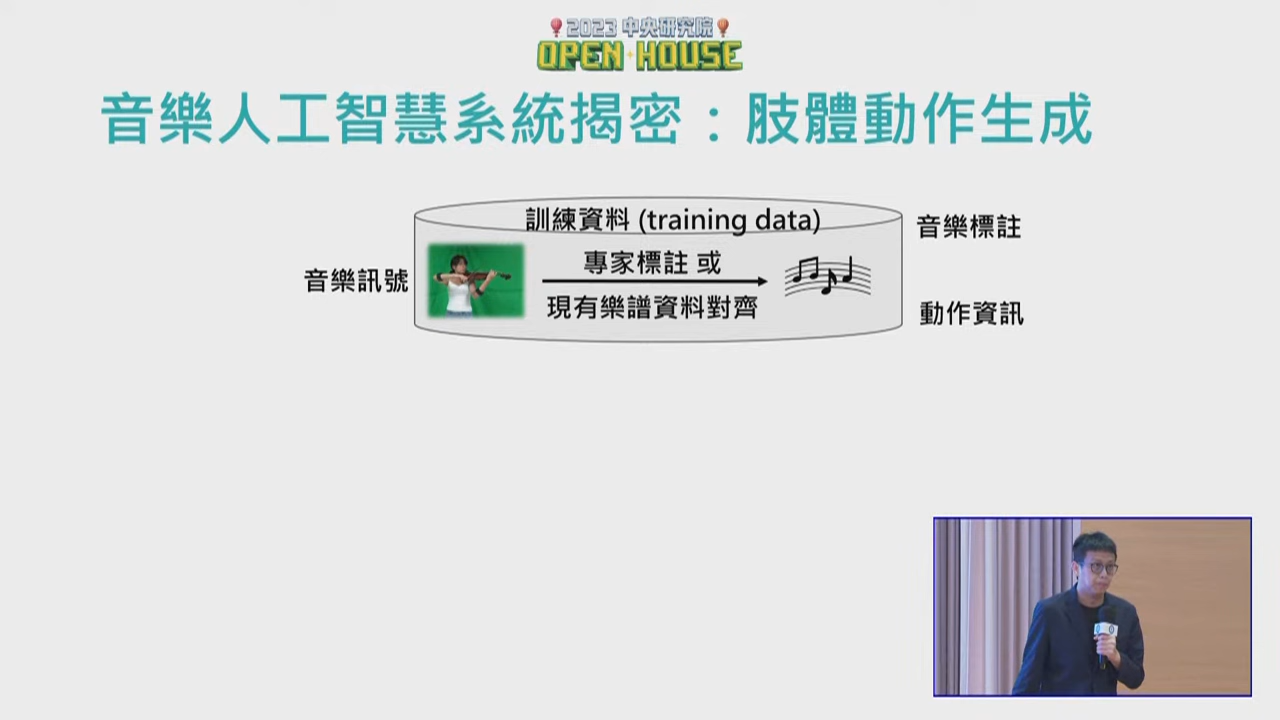 2023 中央研究院
OPEN HOUSE
音樂人工智慧系統揭密：肢體動作生成
訓練資料 (training data)
音樂標註
專家標註 或
音樂訊號
現有樂譜資料對齊
動作資訊